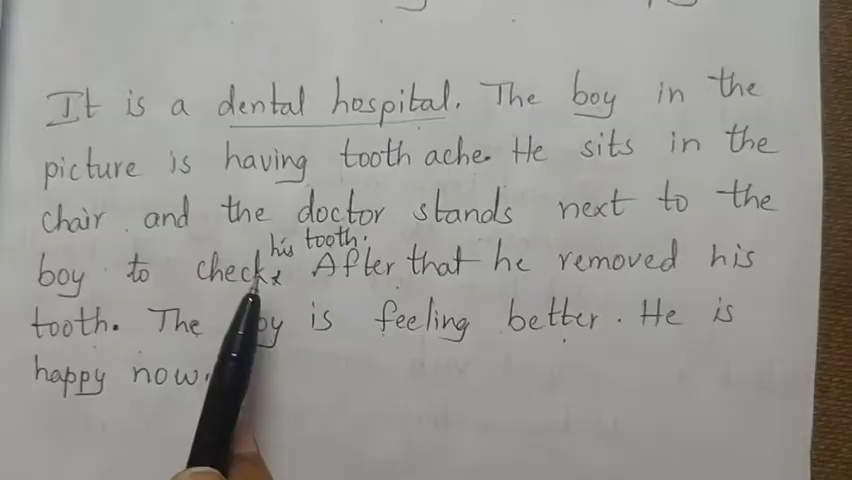 It is a dental hospital. The boy in the
picture is having tooth ache. He sits in the
chair and the doctor stands next to the
his tooth.
boy to check After that he removed his
tooth. The is feeling better. He is
happy now.